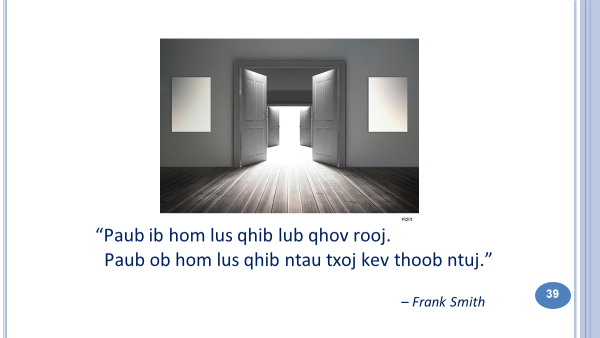 “Paub ib hom lus qhib lub qhov rooj.
Paub ob hom lus qhib ntau txoj kev thoob ntuj.”
– Frank Smith
39